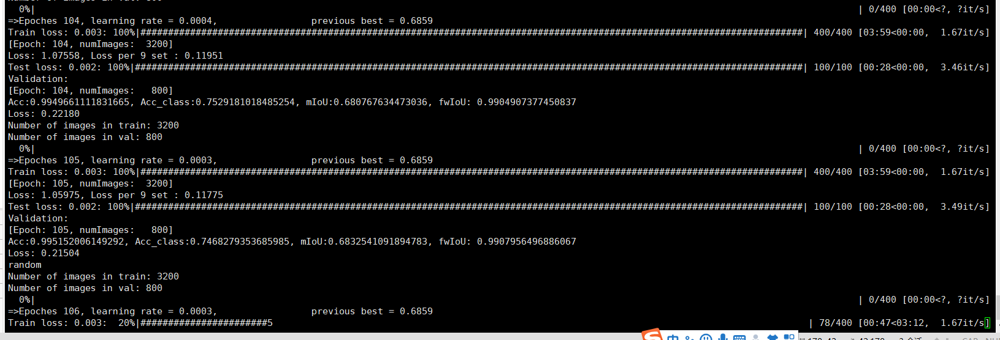 0%| | 0/400 [00:00<?, ?it/s]
=>Epoches 104, learning rate = 0.0004, previous best = 0.6859
Train loss: 0.003: 100%|########################################################################################################################| 400/400 [03:59<00:00, 1.67it/s]
[Epoch: 104, numImages: 3200]
Loss: 1.07558, Loss per 9 set : 0.11951
Test loss: 0.002: 100%|#########################################################################################################################| 100/100 [00:28<00:00, 3.46it/s]
Validation:
[Epoch: 104, numImages: 800]
Acc:0.9949661111831665, Acc_class:0.7529181018485254, mIoU:0.680767634473036, fwIoU: 0.9904907377450837
Loss: 0.22180
Number of images in train: 3200
Number of images in val: 800
0%| | 0/400 [00:00<?, ?it/s]
=>Epoches 105, learning rate = 0.0003, previous best = 0.6859
Train loss: 0.003: 100%|########################################################################################################################| 400/400 [03:59<00:00, 1.67it/s]
[Epoch: 105, numImages: 3200]
Loss: 1.05975, Loss per 9 set : 0.11775
Test loss: 0.002: 100%|#########################################################################################################################| 100/100 [00:28<00:00, 3.49it/s]
Validation:
[Epoch: 105, numImages: 800]
Acc:0.995152006149292, Acc_class:0.7468279353685985, mIoU:0.6832541091894783, fwIoU: 0.9907956496886067
Loss: 0.21504
random
Number of images in train: 3200
Number of images in val: 800
0%| | 0/400 [00:00<?, ?it/s]
=>Epoches 106, learning rate = 0.0003, previous best = 0.6859
Train loss: 0.003: 20%|#######################5 | 78/400 [00:47<03:12, 1.67it/s]